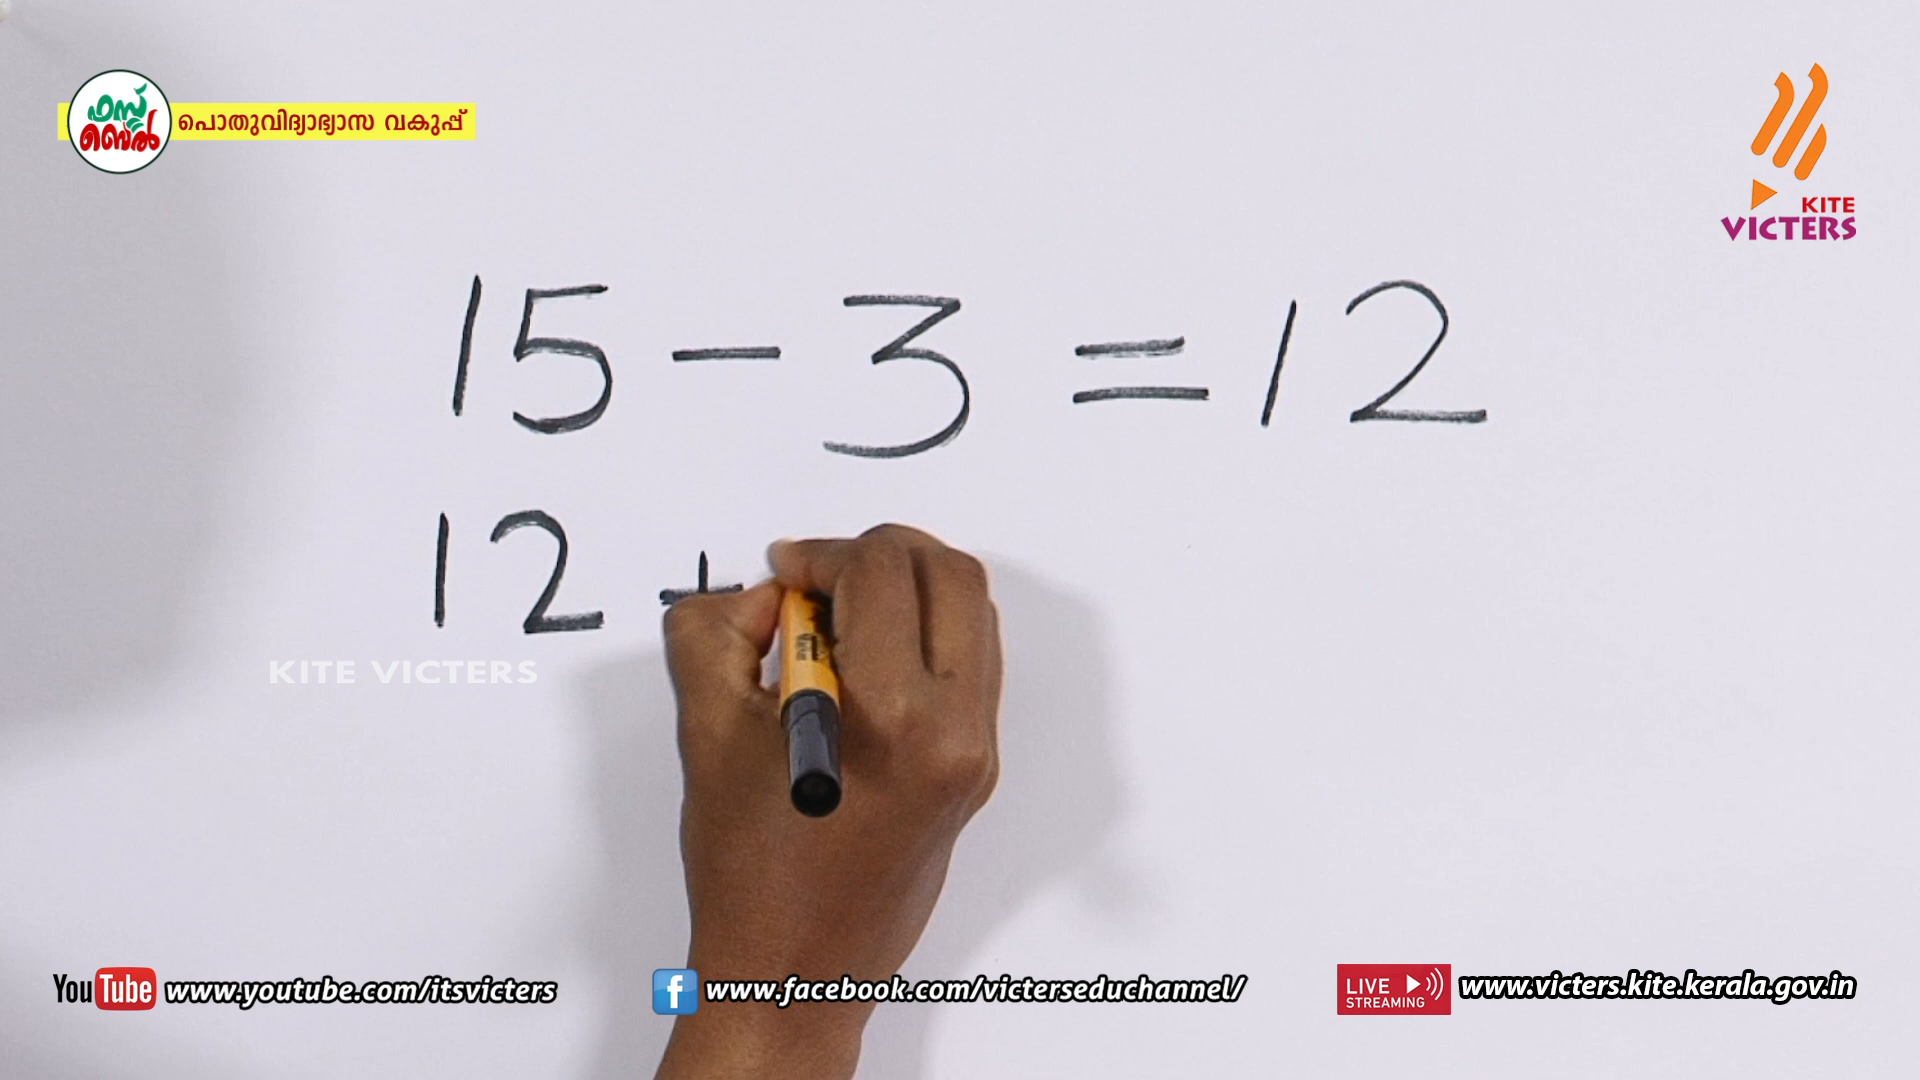 ഫസ്റ്റ് ബെൽ
പൊതുവിദ്യാഭ്യാസ വകുപ്പ്
KITE
VICTERS
15 - 3 = 12
12 +
KITE VICTERS
YouTube www.youtube.com/itsvicters
f www.facebook.com/victerseduchannel/
LIVE
STREAMING
www.victers.kite.kerala.gov.in